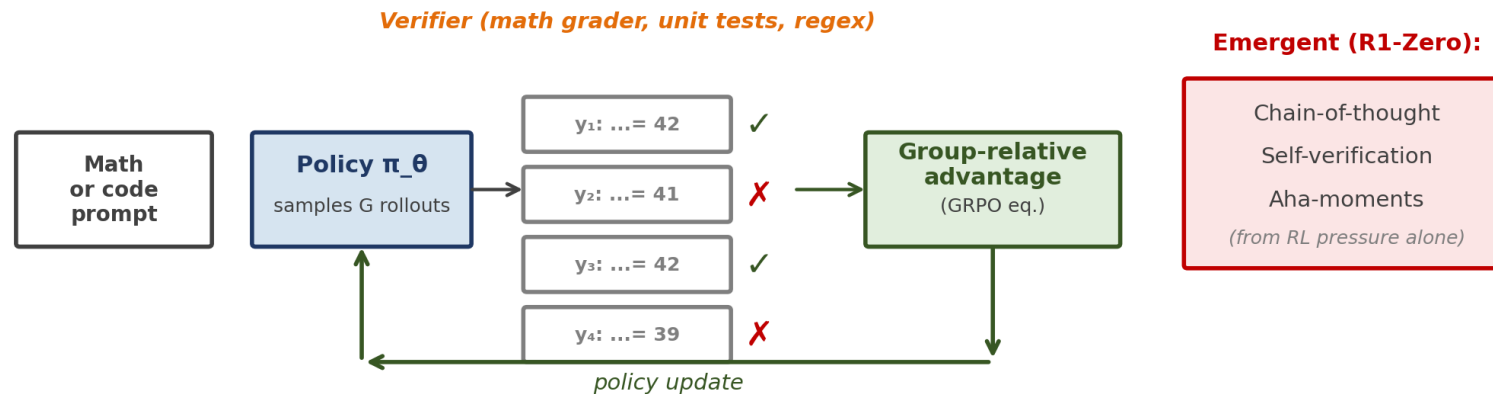 Verifier (math grader, unit tests, regex)
Math
or code
prompt
Policy π_θ
samples G rollouts
y₁: ...= 42 ✓
y₂: ...= 41 ✗
y₃: ...= 42 ✓
y₄: ...= 39 ✗
Group-relative
advantage
(GRPO eq.)
policy update
Emergent (R1-Zero):
Chain-of-thought
Self-verification
Aha-moments
(from RL pressure alone)